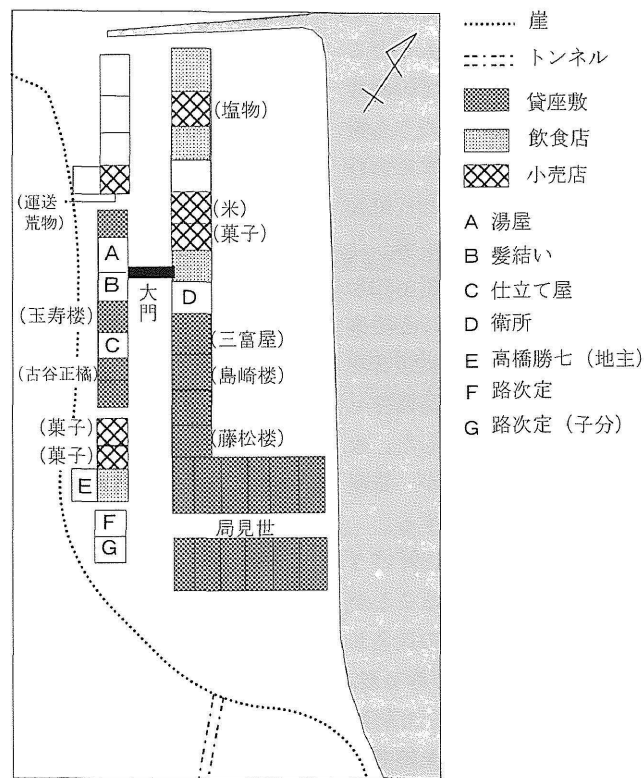 崖
トンネル
貸座敷
飲食店
小売店
A 湯屋
B 髪結い
C 仕立て屋
D 衛所
E 高橋勝七（地主）
F 路次定
G 路次定（子分）
(塩物)
(運送
荒物)
(米)
(菓子)
A
B
大門
D
(玉寿楼)
C
(三富屋)
(古谷正橘)
(島崎楼)
(菓子)
(菓子)
(藤松楼)
E
F
G
局見世